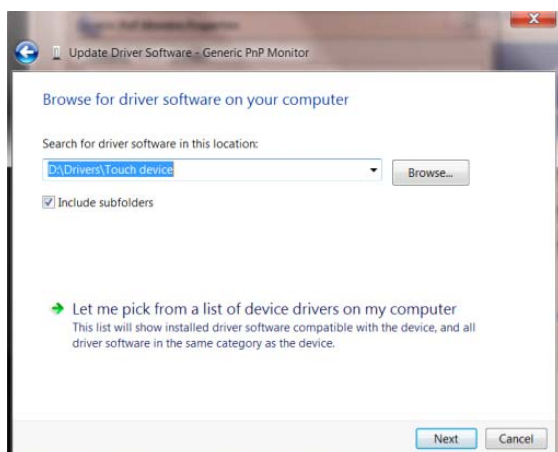 Update Driver Software - Generic PnP Monitor
Browse for driver software on your computer
Search for driver software in this location:
D:\Drivers\Touch device
Browse...
Include subfolders
Let me pick from a list of device drivers on my computer
This list will show installed driver software compatible with the device, and all
driver software in the same category as the device.
Next
Cancel